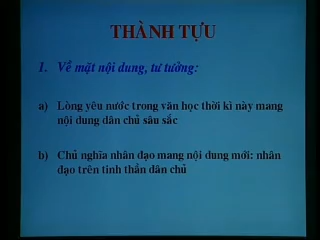 THÀNH TỰU
1. Về mặt nội dung, tư tưởng:
a) Lòng yêu nước trong văn học thời kì này mang
nội dung dân chủ sâu sắc
b) Chủ nghĩa nhân đạo mang nội dung mới: nhân
đạo trên tinh thần dân chủ